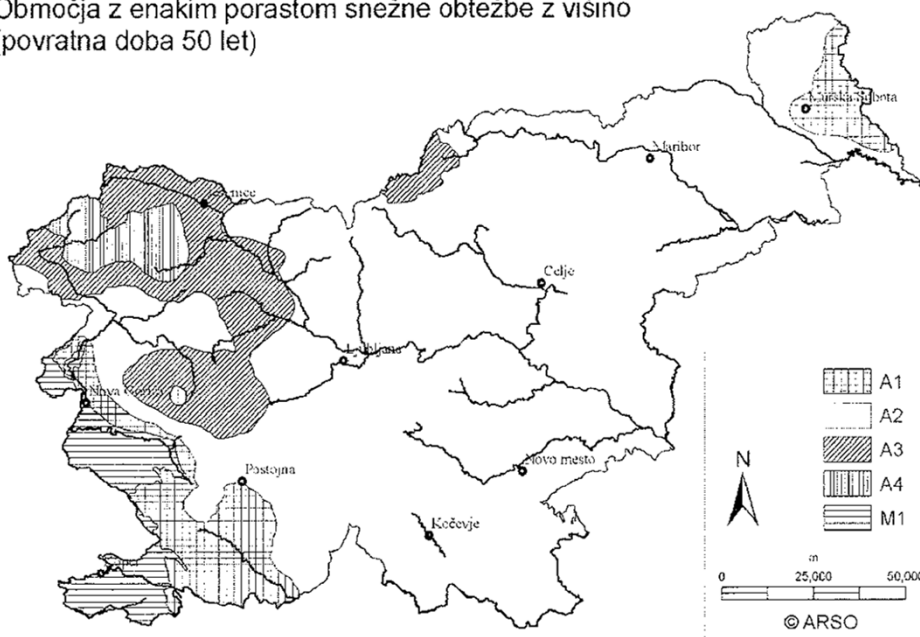 Območja z enakim porastom snežne obtežbe z višino
(povratna doba 50 let)
Murska Sobota
Maribor
Celje
Ljubljana
Nova Gorica
Postojna
Novo mesto
Kočevje
A1
A2
A3
A4
M1
N
m
0 25,000 50,000
© ARSO